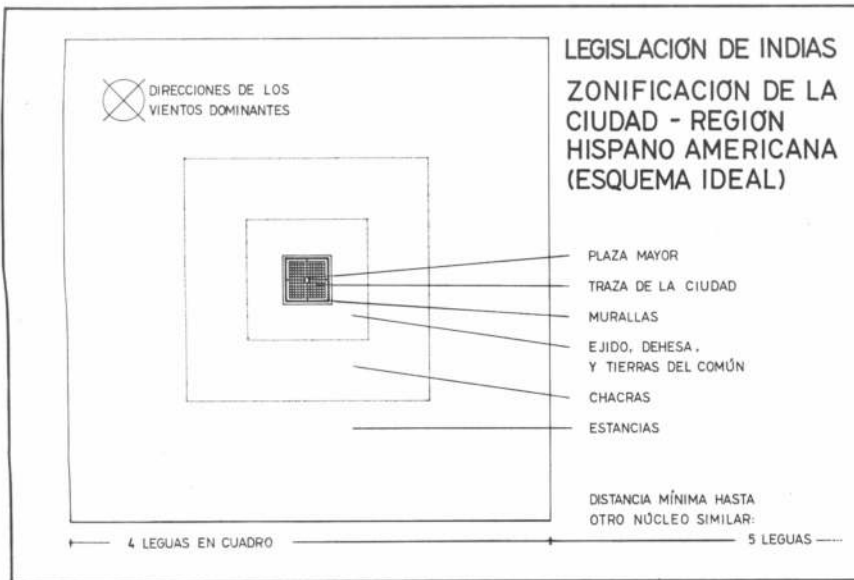 LEGISLACIÓN DE INDIAS
ZONIFICACIÓN DE LA
CIUDAD - REGIÓN
HISPANO AMERICANA
(ESQUEMA IDEAL)
DIRECCIONES DE LOS
VIENTOS DOMINANTES
PLAZA MAYOR
TRAZA DE LA CIUDAD
MURALLAS
EJIDO, DEHESA,
Y TIERRAS DEL COMÚN
CHACRAS
ESTANCIAS
DISTANCIA MÍNIMA HASTA
OTRO NÚCLEO SIMILAR:
4 LEGUAS EN CUADRO
5 LEGUAS